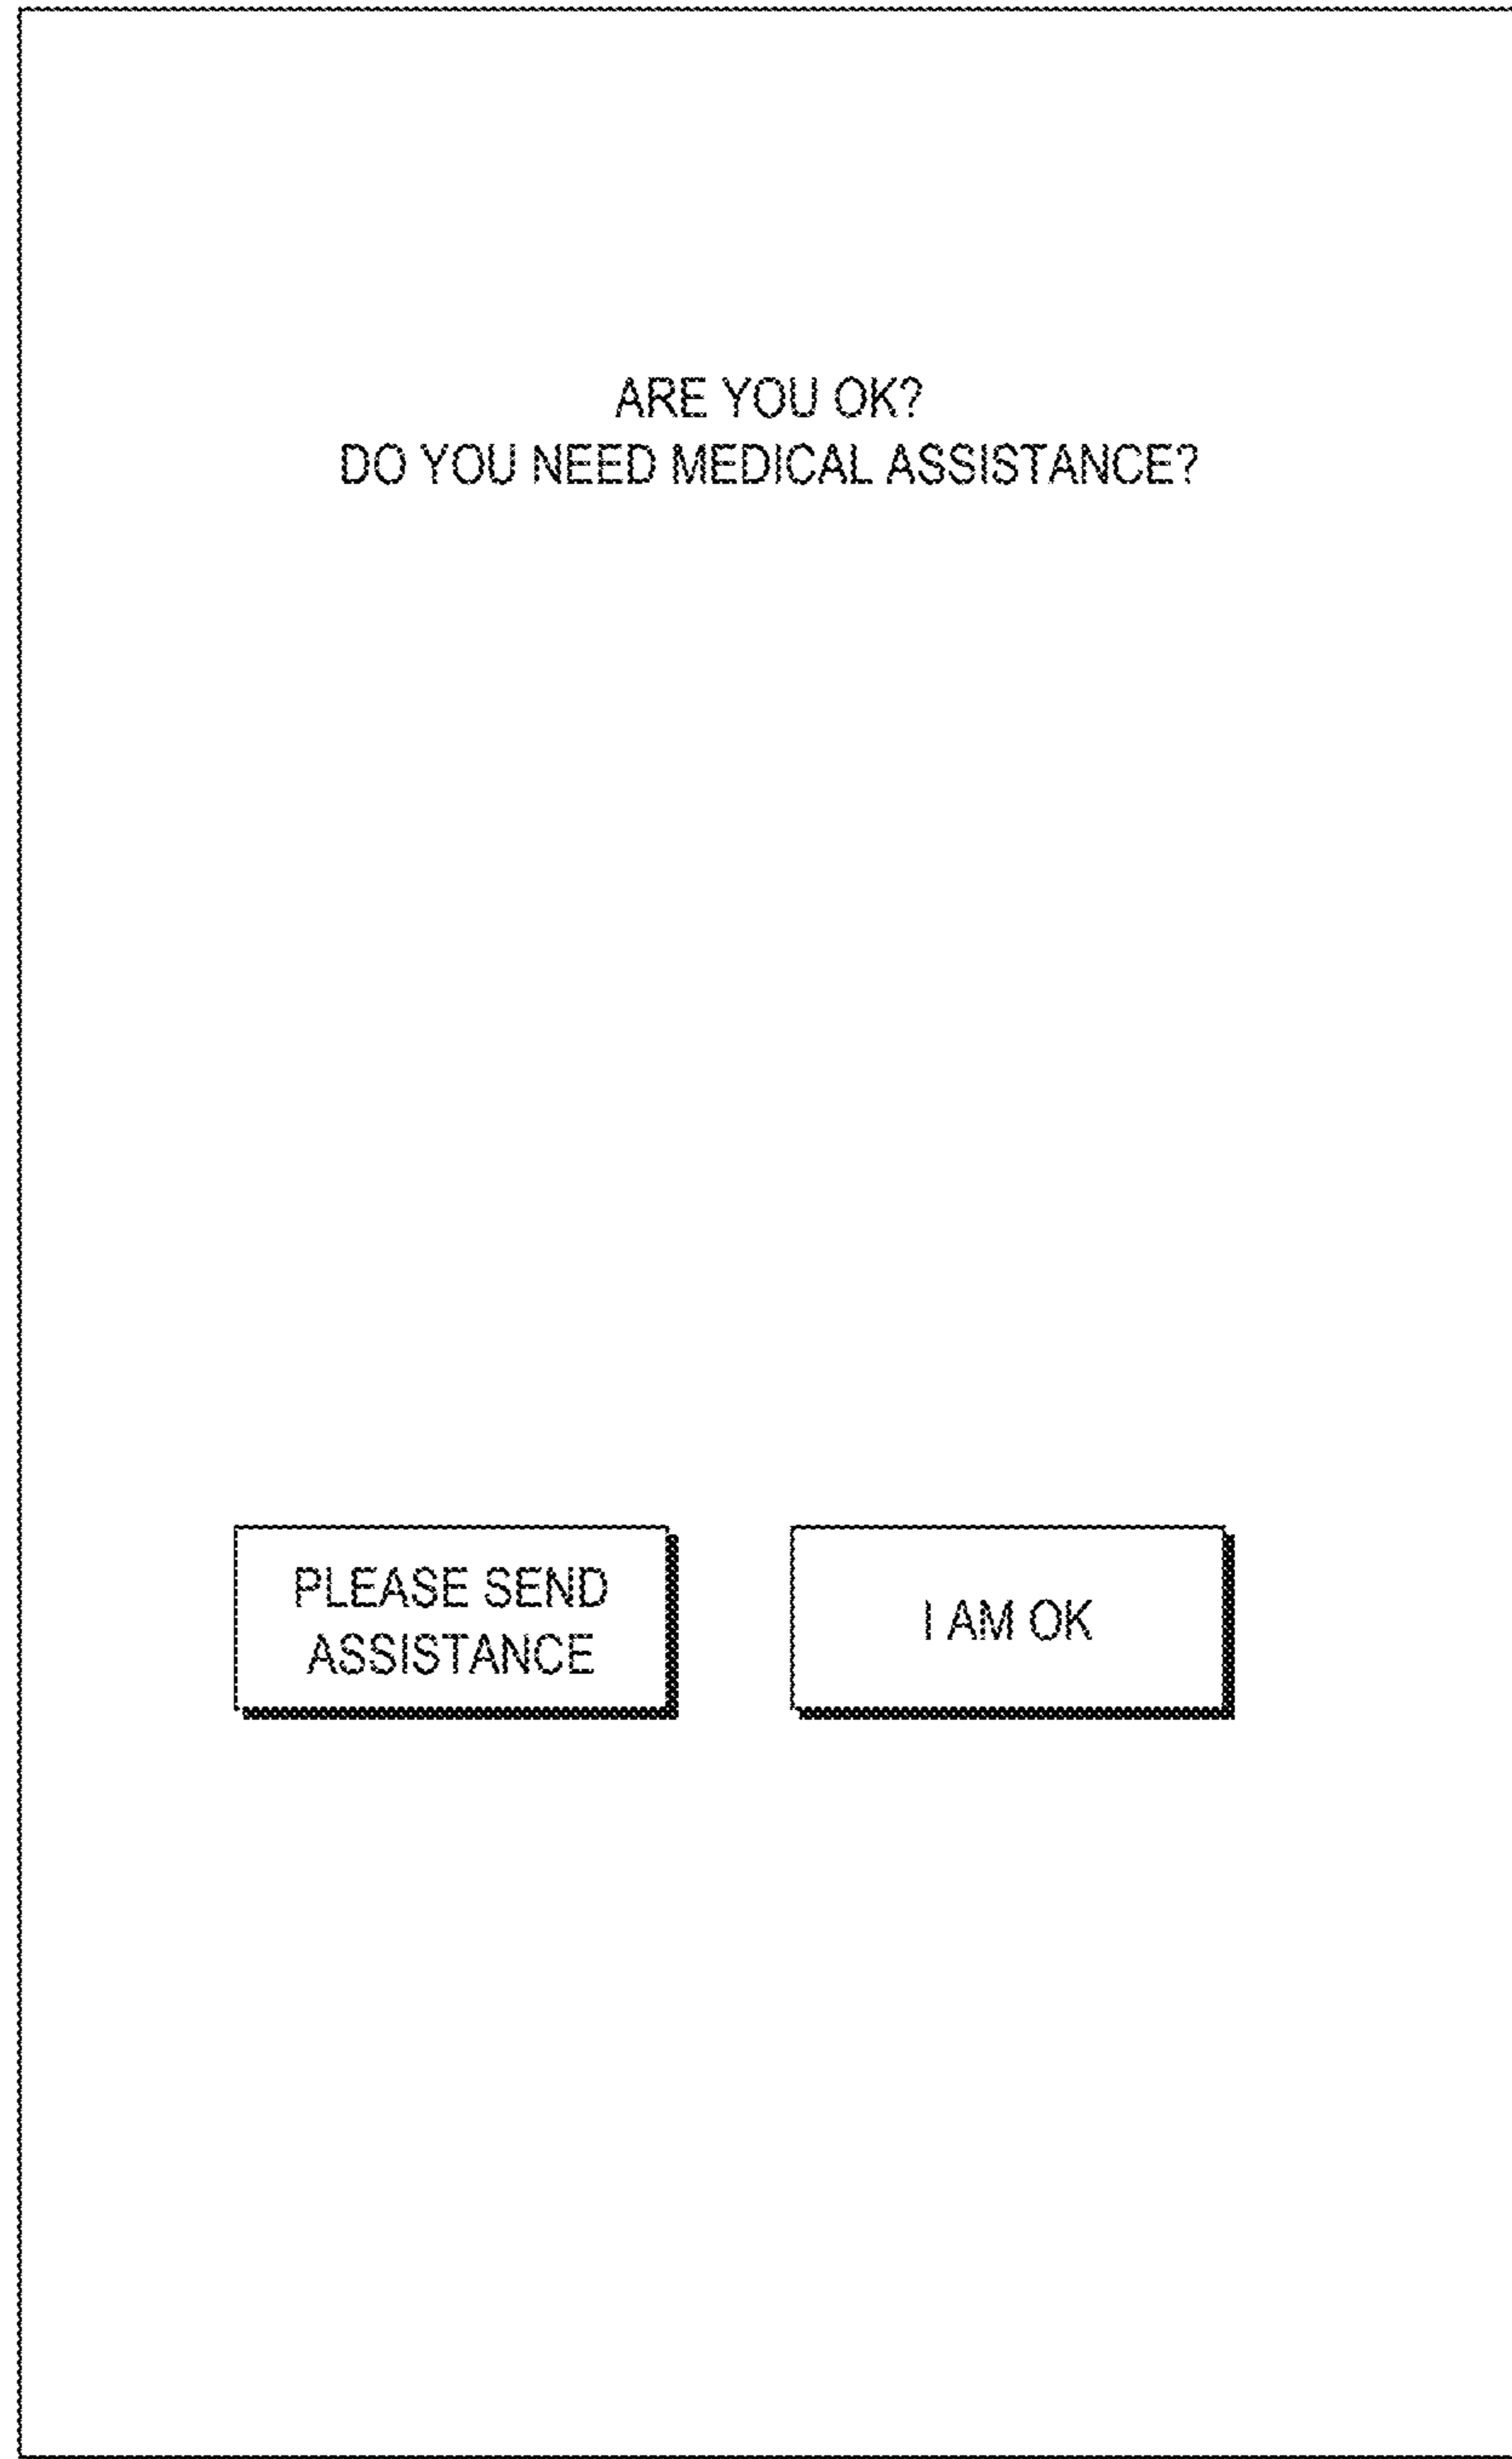 ARE YOU OK?
DO YOU NEED MEDICAL ASSISTANCE?
PLEASE SEND
ASSISTANCE
I AM OK